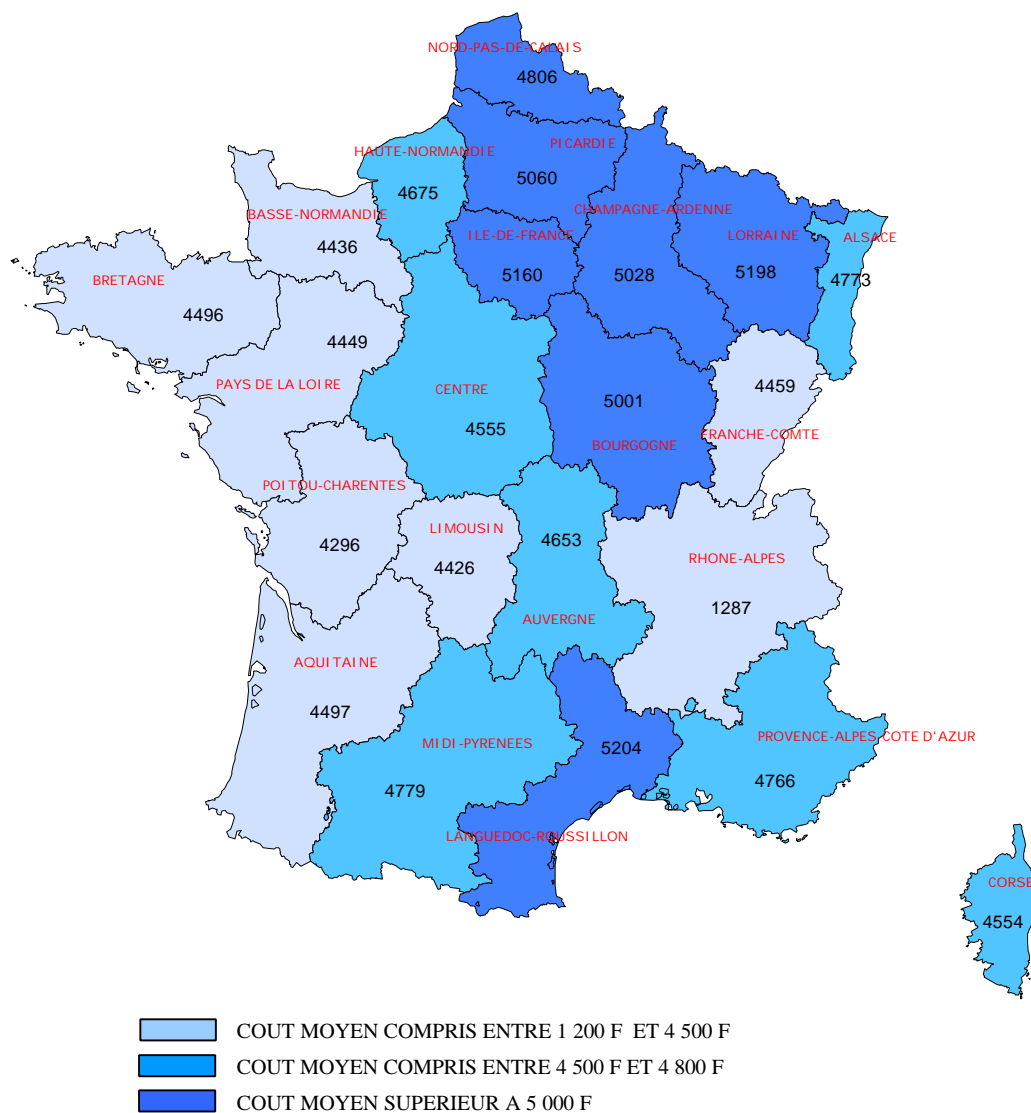 NORD-PAS-DE-CALAIS
4806
HAUTE-NORMANDIE
4675
PICARDIE
5060
BASSE-NORMANDIE
4436
ILE-DE-FRANCE
5160
CHAMPAGNE-ARDENNE
5028
LORRAINE
5198
ALSACE
4773
BRETAGNE
4496
4449
PAYS DE LA LOIRE
CENTRE
4555
5001
BOURGOGNE
4459
FRANCHE-COMTE
POITOU-CHARENTES
4296
LIMOUSIN
4426
4653
AUVERGNE
RHONE-ALPES
1287
AQUITAINE
4497
MIDI-PYRENEES
4779
5204
LANGUEDOC-ROUSSILLON
PROVENCE-ALPES COTE D'AZUR
4766
CORSE
4554
COUT MOYEN COMPRIS ENTRE 1 200 F ET 4 500 F
COUT MOYEN COMPRIS ENTRE 4 500 F ET 4 800 F
COUT MOYEN SUPERIEUR A 5 000 F